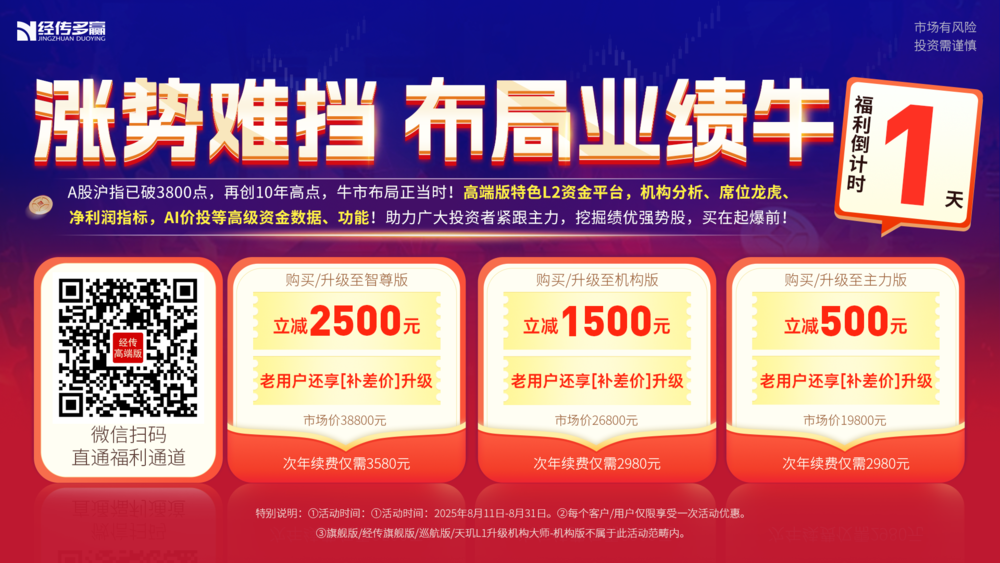 经传多赢
JINGZHUAN DUOYING
市场有风险
投资需谨慎
涨势难挡 布局业绩牛
福利倒计时
1
天
A股沪指已破3800点，再创10年高点，牛市布局正当时！高端版特色L2资金平台，机构分析、席位龙虎、
净利润指标，AI价投等高级资金数据、功能！助力广大投资者紧跟主力，挖掘绩优强势股，买在起爆前！
经传
高端版
微信扫码
直通福利通道
购买/升级至智尊版
立减2500元
老用户还享[补差价]升级
市场价38800元
次年续费仅需3580元
购买/升级至机构版
立减1500元
老用户还享[补差价]升级
市场价26800元
次年续费仅需2980元
购买/升级至主力版
立减500元
老用户还享[补差价]升级
市场价19800元
次年续费仅需2980元
特别说明：①活动时间：①活动时间：2025年8月11日-8月31日。②每个客户/用户仅限享受一次活动优惠。
③旗舰版/经传旗舰版/巡航版/天玑L1升级机构大师-机构版不属于此活动范畴内。